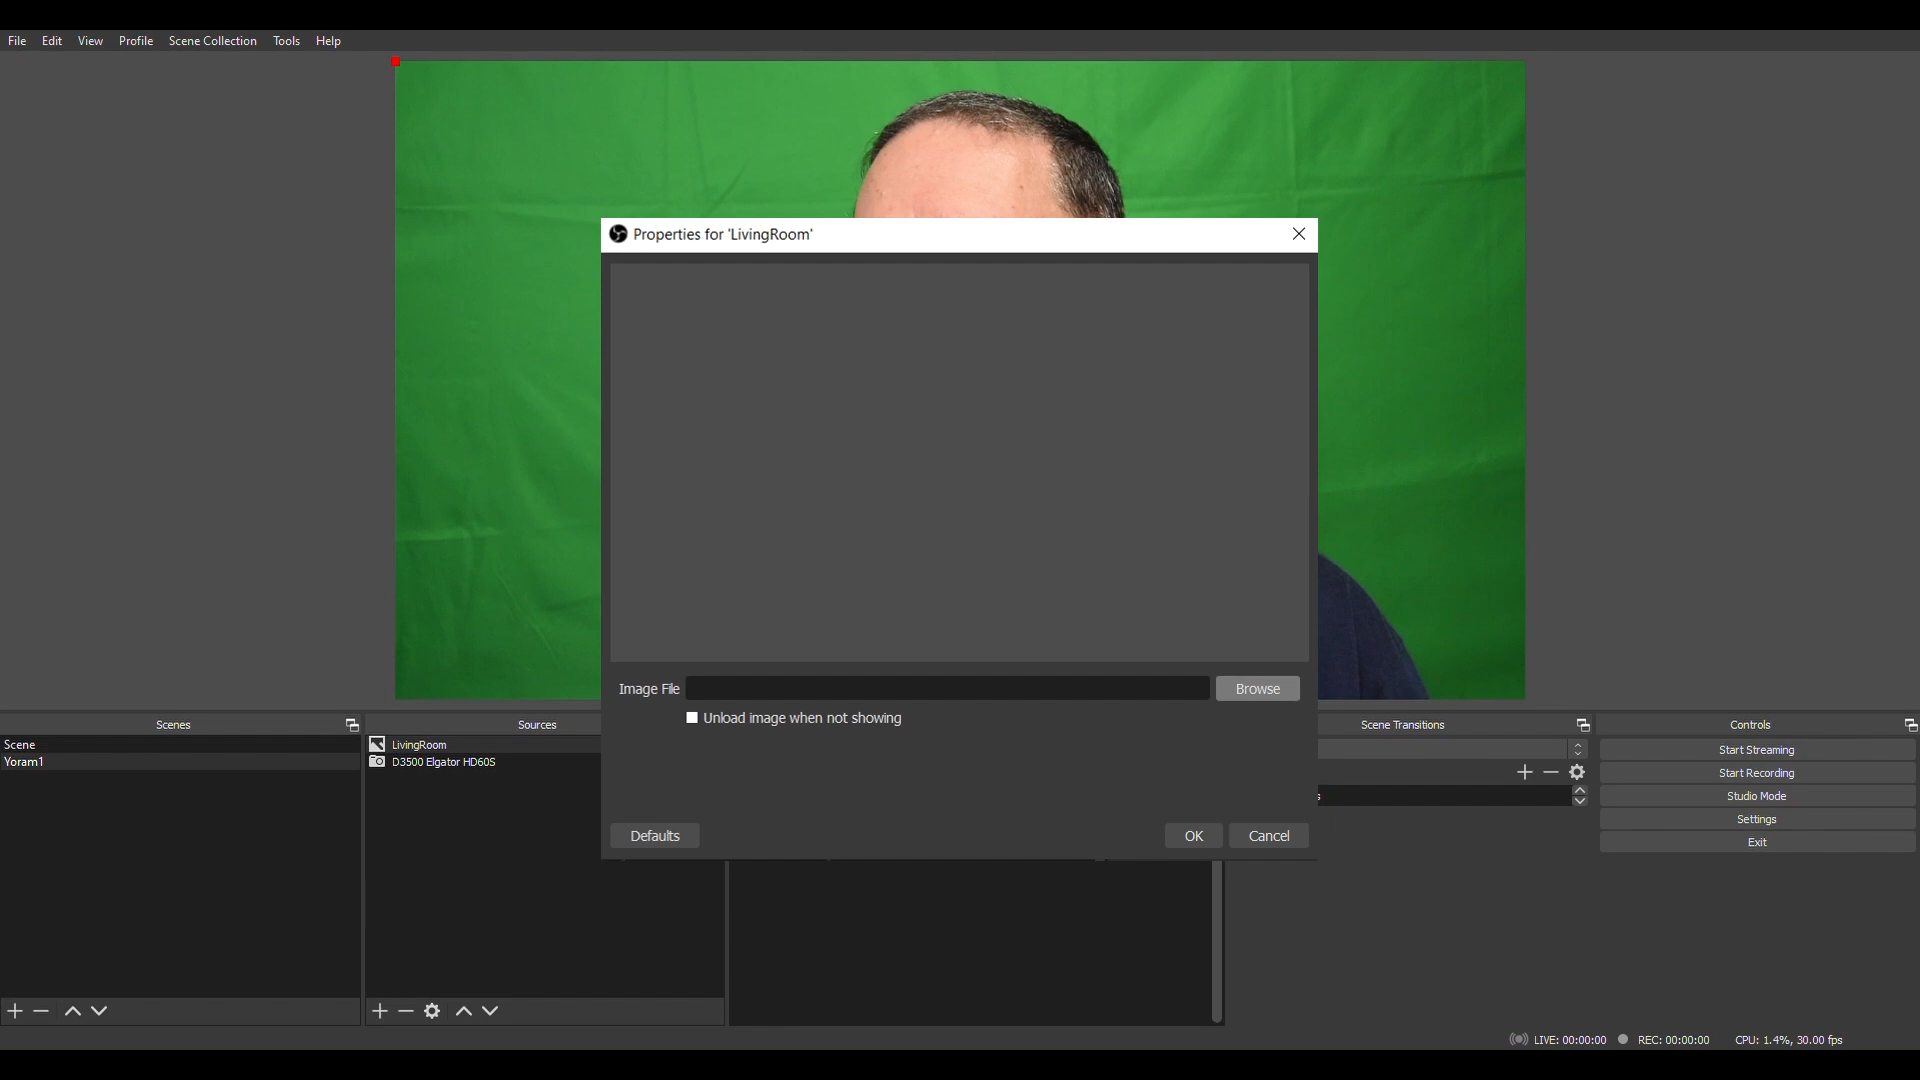 File Edit View Profile Scene Collection Tools Help
Properties for 'LivingRoom'
Image File Browse
Unload image when not showing
Defaults OK Cancel
Scenes
Scene
Yoram1
Sources
LivingRoom
D3500 Elgator HD60S
Scene Transitions
s
Controls
Start Streaming
Start Recording
Studio Mode
Settings
Exit
LIVE: 00:00:00 REC: 00:00:00 CPU: 1.4%, 30.00 fps